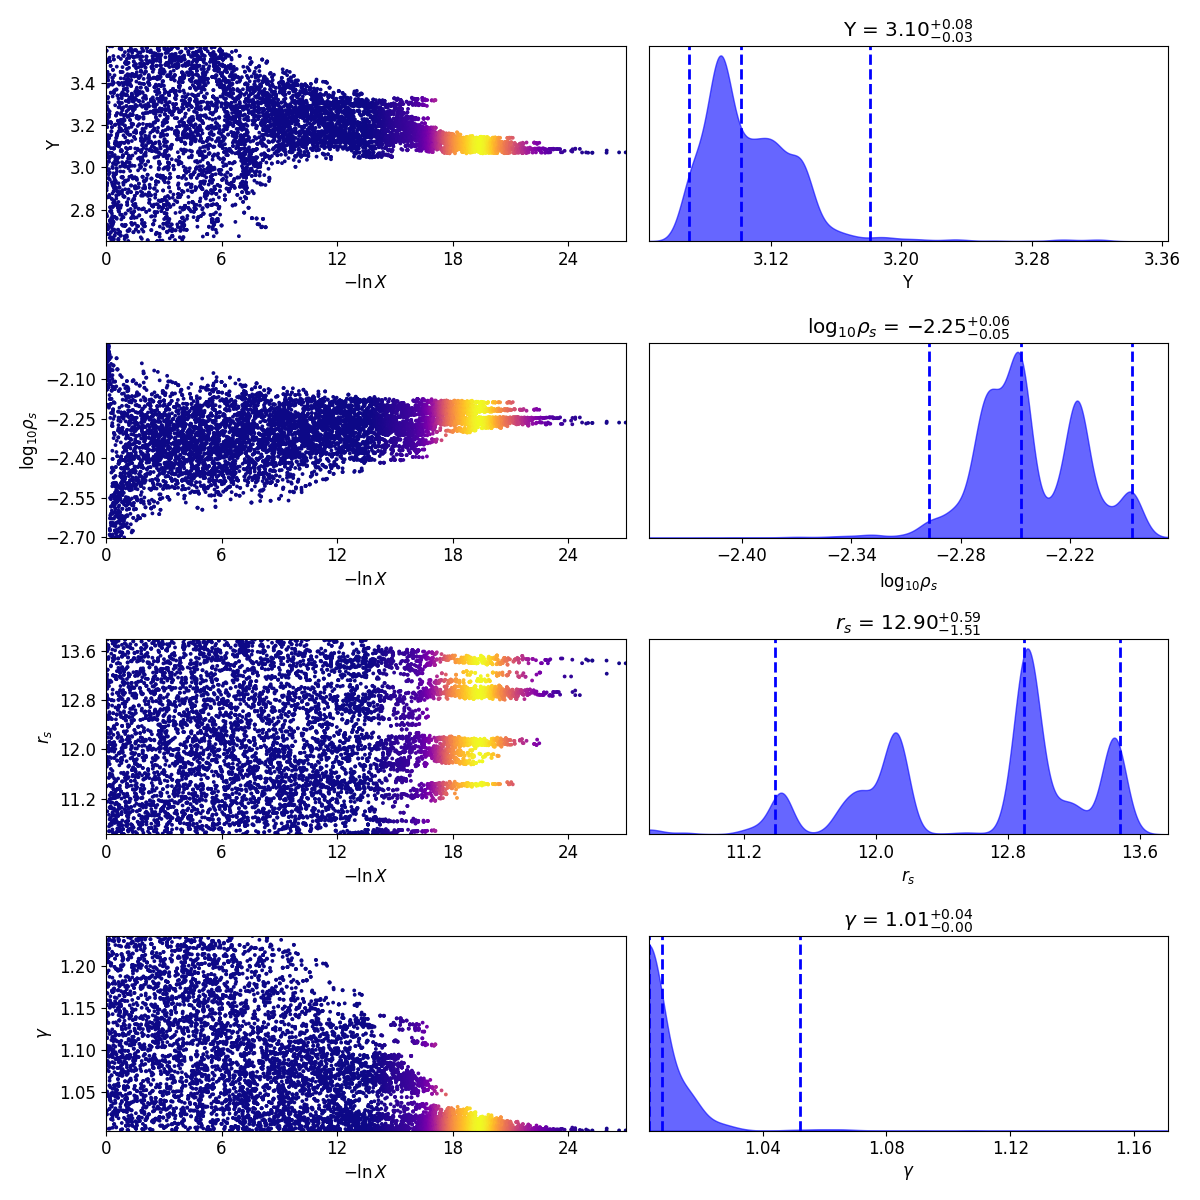 Y = 3.10$^{+0.08}_{-0.03}$
3.4
3.2
3.0
2.8
Y
0 6 12 18 24
3.12 3.20 3.28 3.36
−ln X
Y
log₁₀ρₛ = −2.25$^{+0.06}_{-0.05}$
−2.10
−2.25
−2.40
−2.55
−2.70
log₁₀ρₛ
0 6 12 18 24
−2.40 −2.34 −2.28 −2.22
−ln X
log₁₀ρₛ
rₛ = 12.90$^{+0.59}_{-1.51}$
13.6
12.8
12.0
11.2
rₛ
0 6 12 18 24
11.2 12.0 12.8 13.6
−ln X
rₛ
γ = 1.01$^{+0.04}_{-0.00}$
1.20
1.15
1.10
1.05
γ
0 6 12 18 24
1.04 1.08 1.12 1.16
−ln X
γ